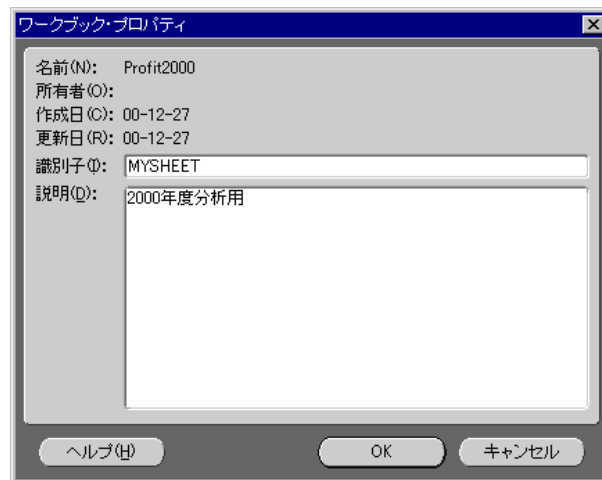 ワークブック・プロパティ
名前(N): Profit2000
所有者(O):
作成日(C): 00-12-27
更新日(R): 00-12-27
識別子(I): MYSHEET
説明(D): 2000年度分析用
ヘルプ(H) OK キャンセル